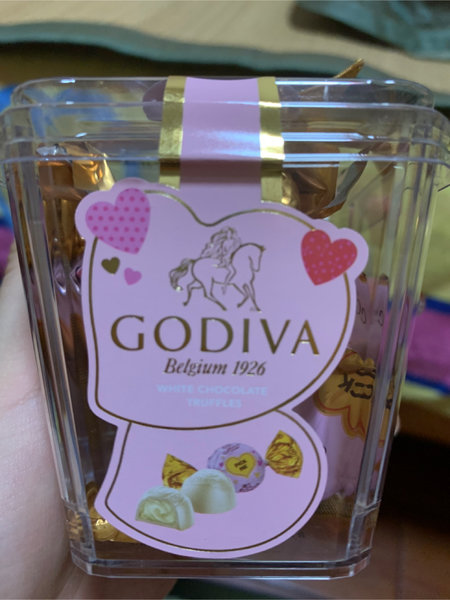 GODIVA
Belgium 1926
WHITE CHOCOLATE
TRUFFLES